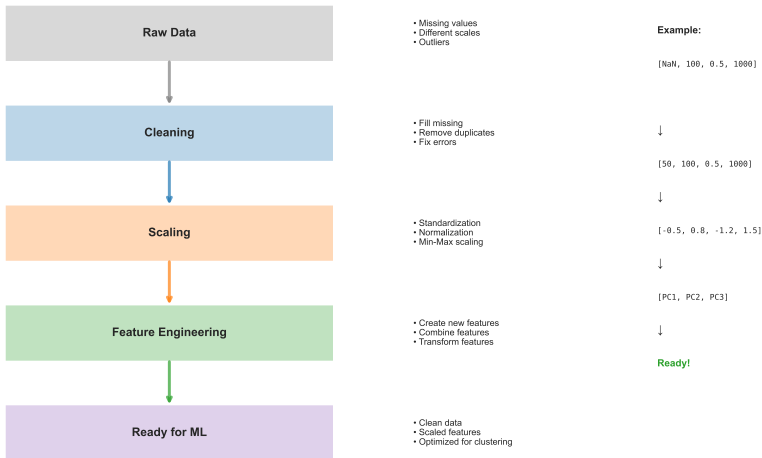 Raw Data
• Missing values
• Different scales
• Outliers
Example:
[NaN, 100, 0.5, 1000]
Cleaning
• Fill missing
• Remove duplicates
• Fix errors
↓
[50, 100, 0.5, 1000]
↓
Scaling
• Standardization
• Normalization
• Min-Max scaling
[-0.5, 0.8, -1.2, 1.5]
↓
[PC1, PC2, PC3]
Feature Engineering
• Create new features
• Combine features
• Transform features
↓
Ready!
Ready for ML
• Clean data
• Scaled features
• Optimized for clustering